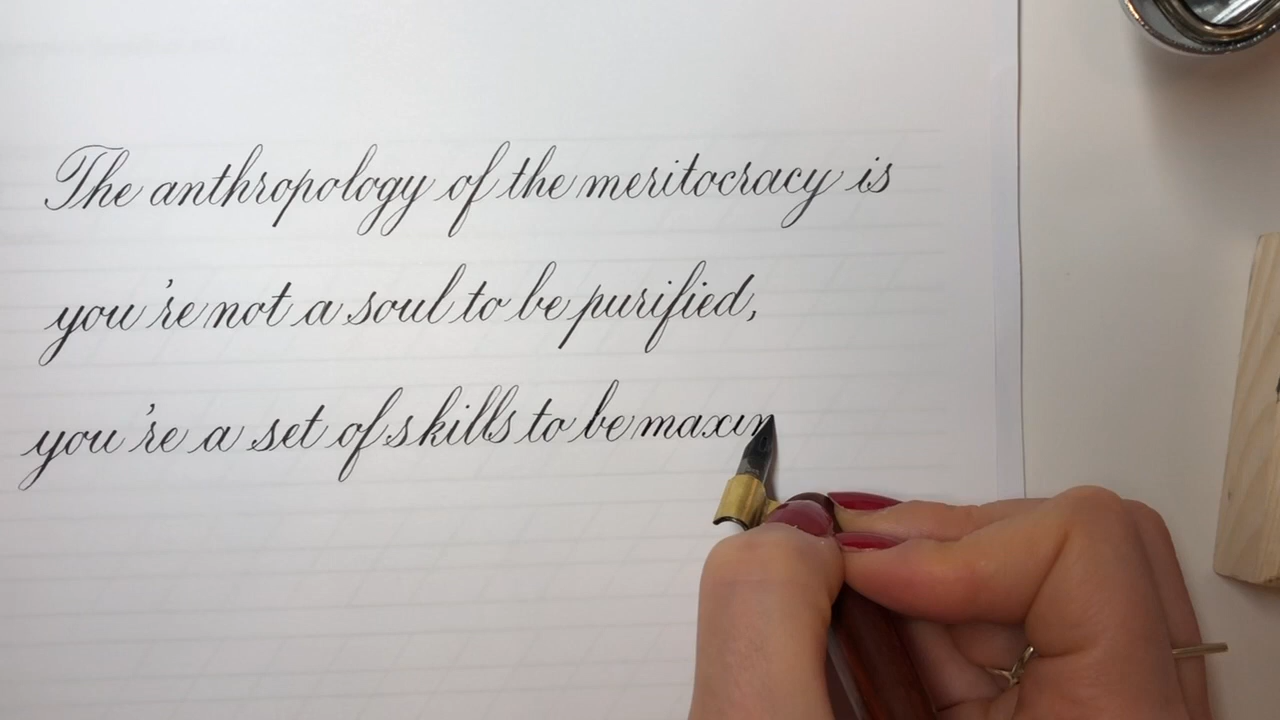 The anthropology of the meritocracy is
you're not a soul to be purified,
you're a set of skills to be maxim